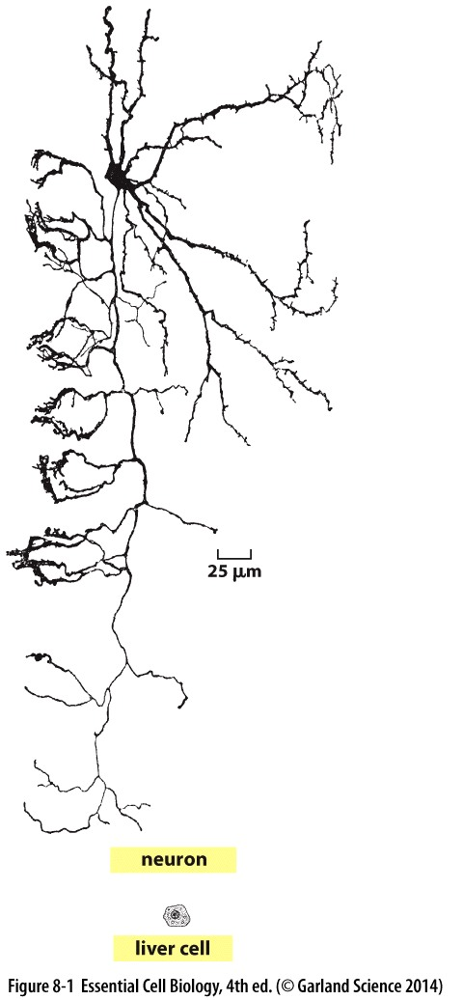 25 μm
neuron
liver cell
Figure 8-1 Essential Cell Biology, 4th ed. (© Garland Science 2014)